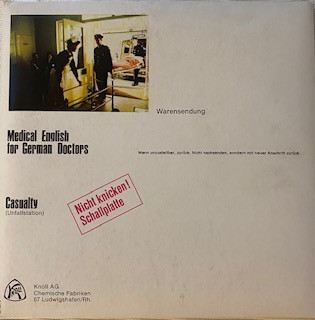 Warensendung
Medical English
for German Doctors
Wenn unzustellbar, zurück. Nicht nachsenden, sondern mit neuer Anschrift zurück.
Casualty
(Unfallstation)
Nicht knicken!
Schallplatte
Knoll AG
Chemische Fabriken
67 Ludwigshafen/Rh.